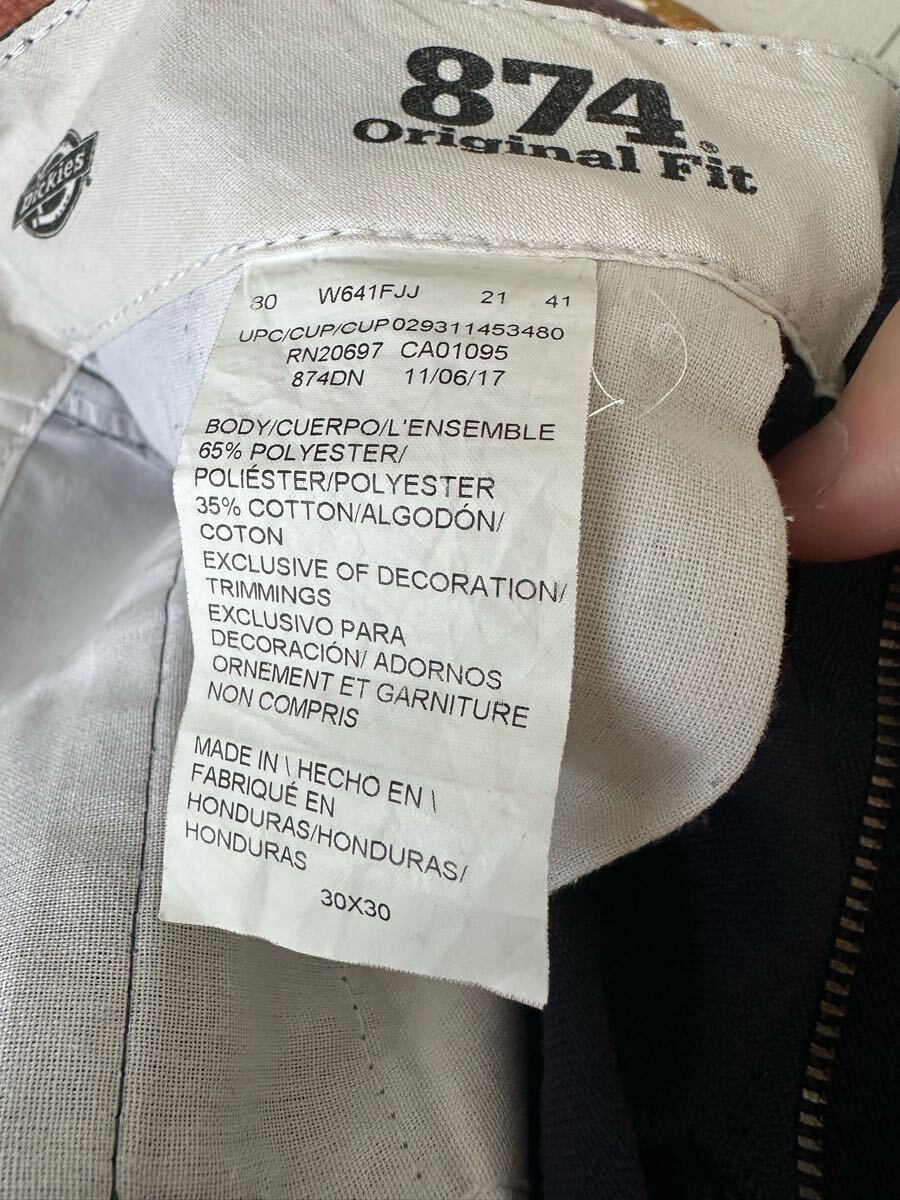 874®
Original Fit
Dickies®
80 W641FJJ 21 41
UPC/CUP/CUP 029311453480
RN20697 CA01095
874DN 11/06/17
BODY/CUERPO/L'ENSEMBLE
65% POLYESTER/
POLIÉSTER/POLYESTER
35% COTTON/ALGODÓN/
COTON
EXCLUSIVE OF DECORATION/
TRIMMINGS
EXCLUSIVO PARA
DECORACIÓN/ ADORNOS
ORNEMENT ET GARNITURE
NON COMPRIS
MADE IN \ HECHO EN \
FABRIQUÉ EN
HONDURAS/HONDURAS/
HONDURAS
30X30